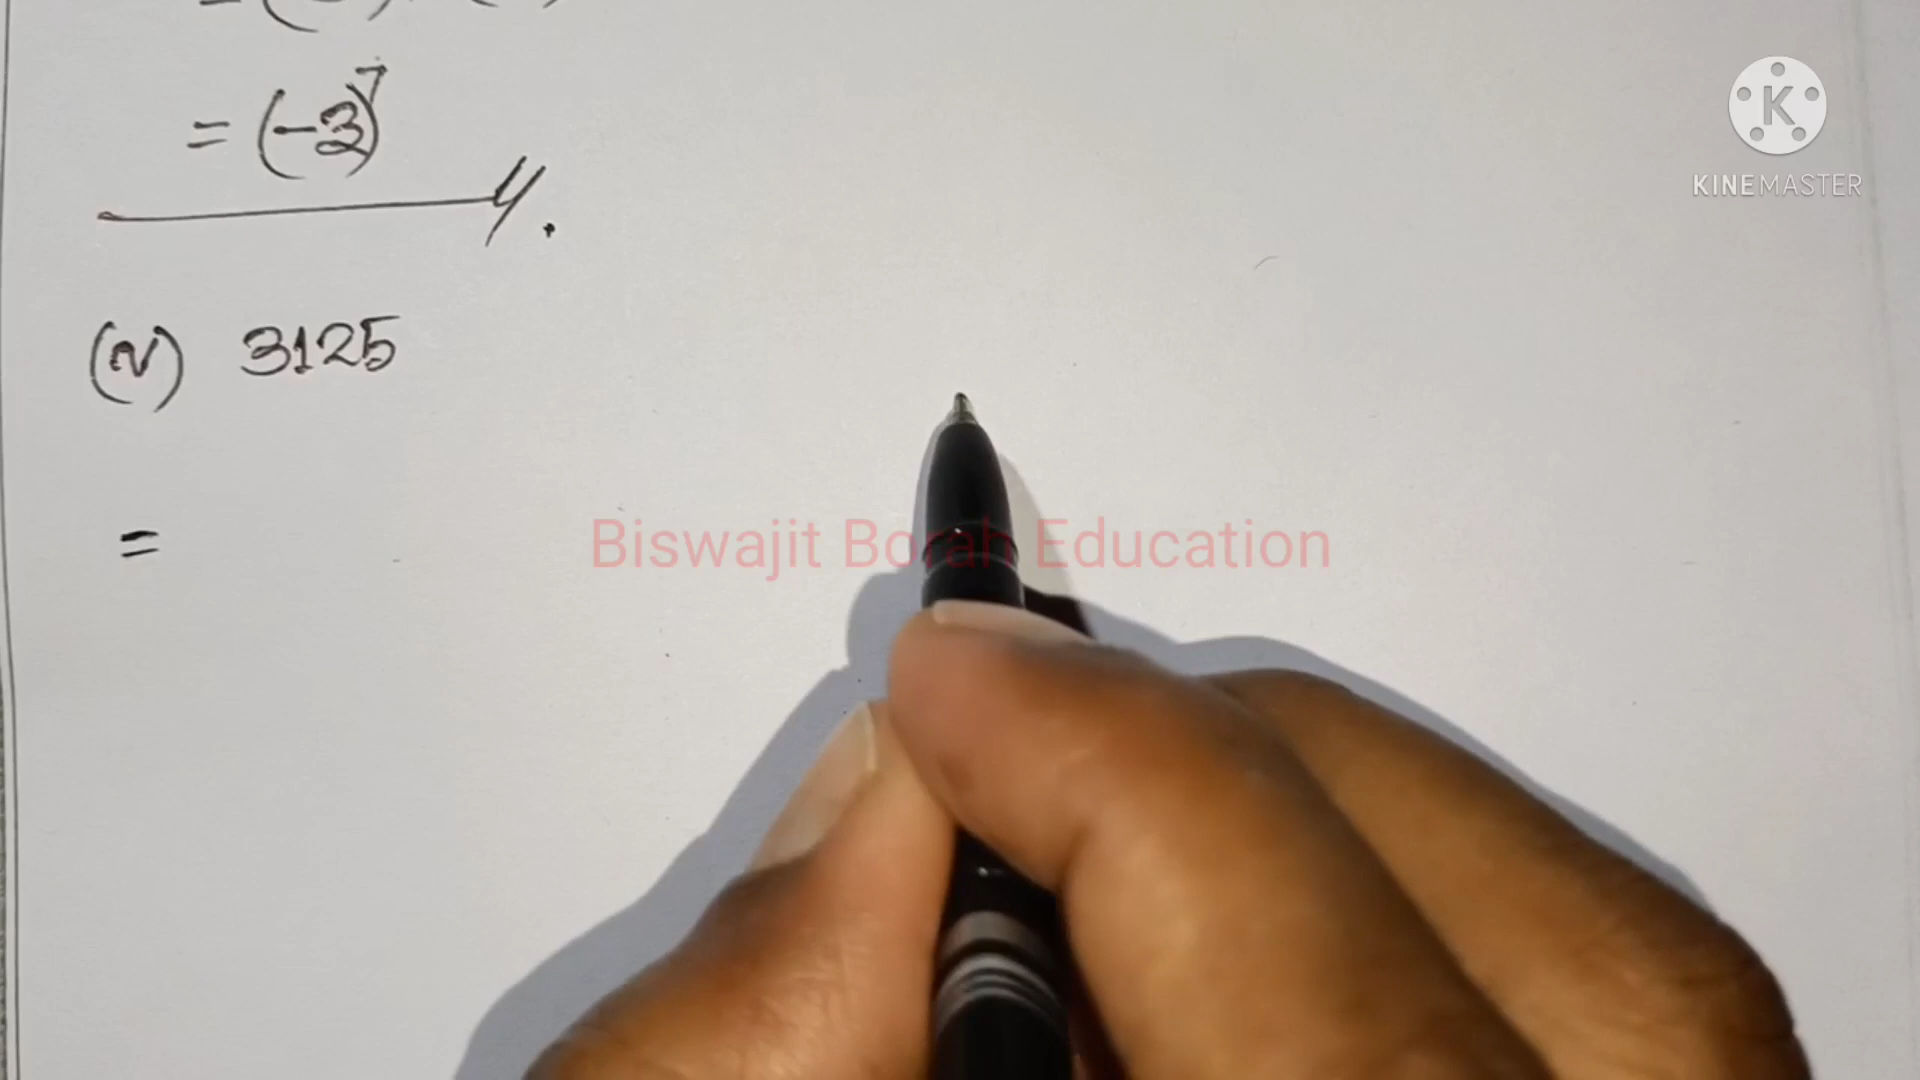 = (-3)^7
(v) 3125
=
Biswajit Borah Education
K
KINEMASTER